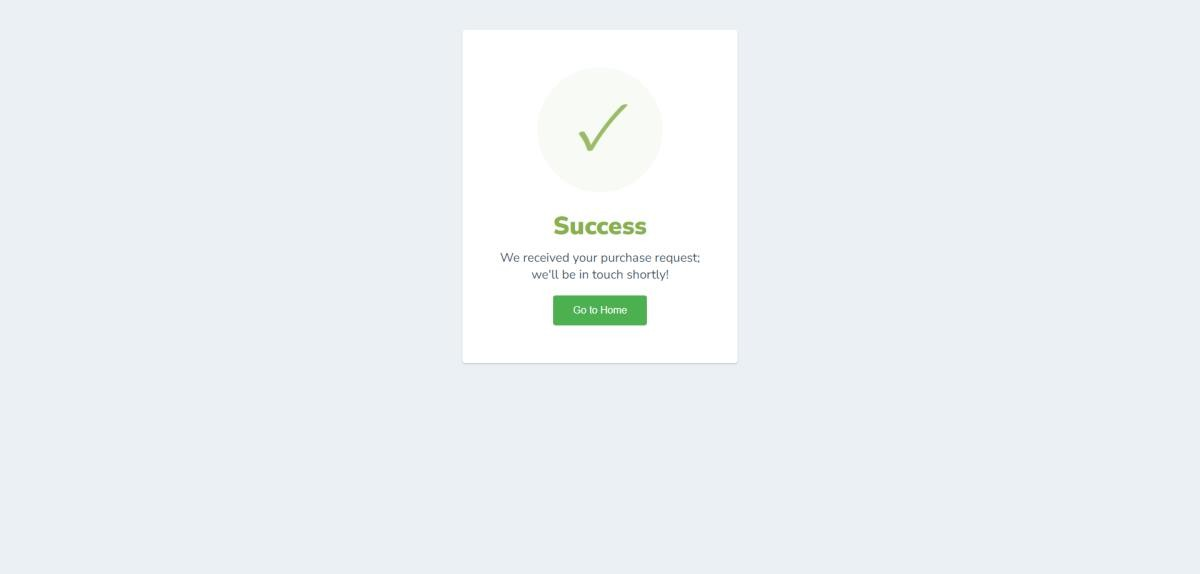 Success
We received your purchase request;
we'll be in touch shortly!
Go to Home